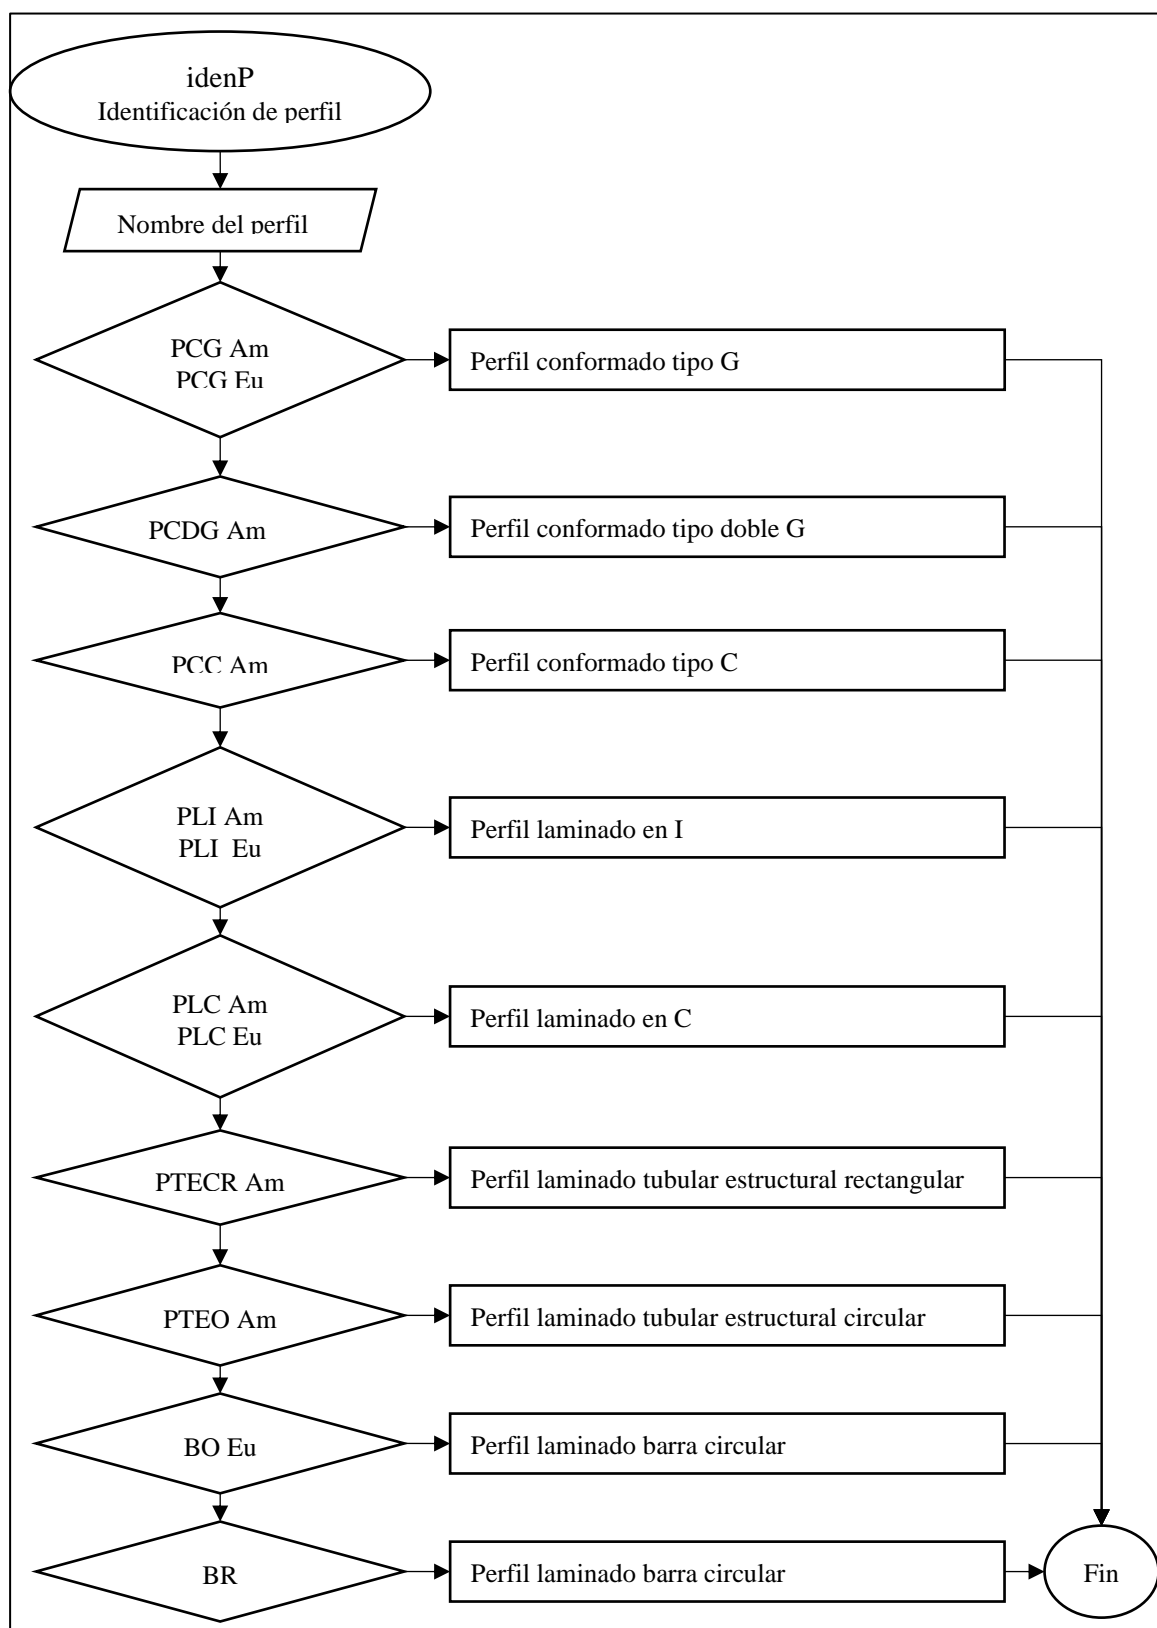 idenP
Identificación de perfil
Nombre del perfil
PCG Am
PCG Eu
Perfil conformado tipo G
PCDG Am
Perfil conformado tipo doble G
PCC Am
Perfil conformado tipo C
PLI Am
PLI Eu
Perfil laminado en I
PLC Am
PLC Eu
Perfil laminado en C
PTECR Am
Perfil laminado tubular estructural rectangular
PTEO Am
Perfil laminado tubular estructural circular
BO Eu
Perfil laminado barra circular
BR
Perfil laminado barra circular
Fin